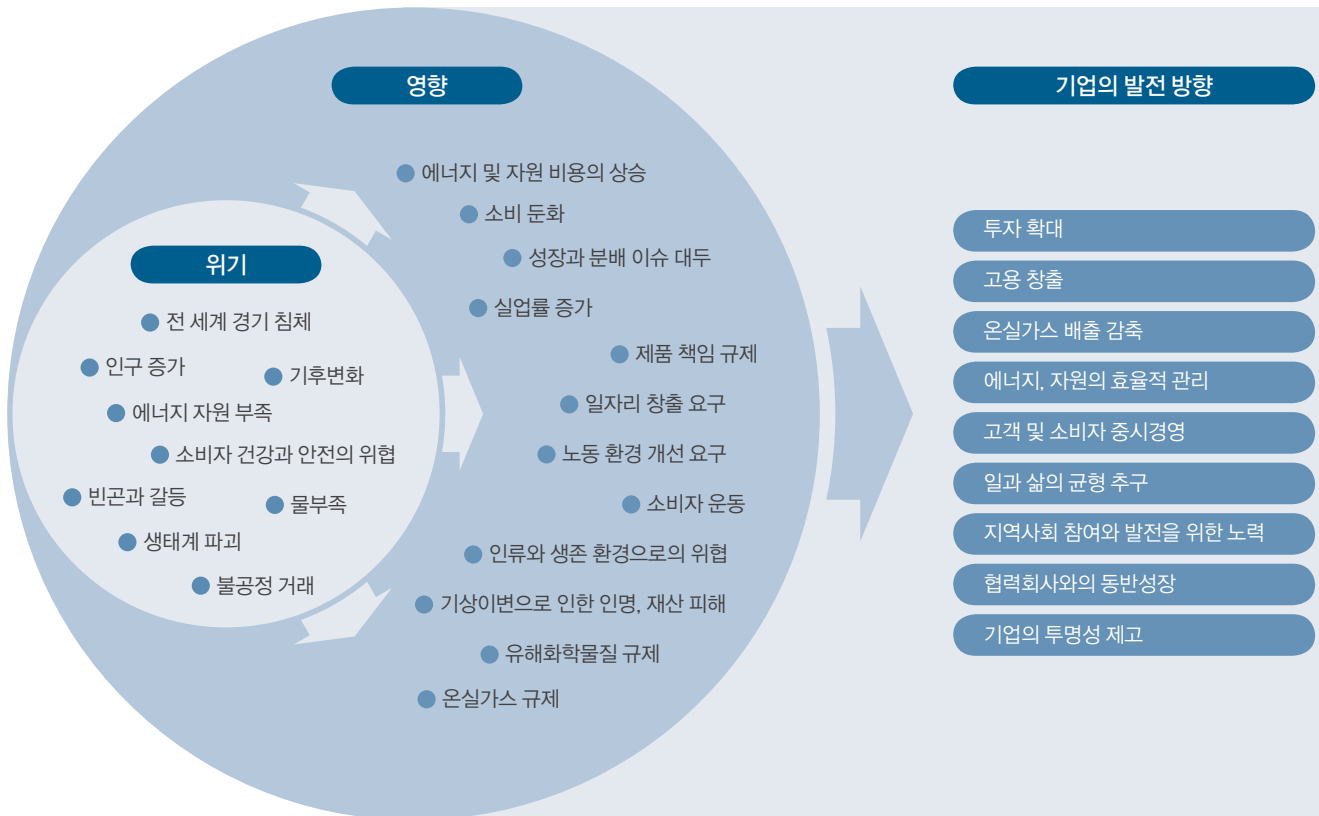 위기
전 세계 경기 침체
인구 증가
기후변화
에너지 자원 부족
소비자 건강과 안전의 위협
빈곤과 갈등
물부족
생태계 파괴
불공정 거래
영향
에너지 및 자원 비용의 상승
소비 둔화
성장과 분배 이슈 대두
실업률 증가
제품 책임 규제
일자리 창출 요구
노동 환경 개선 요구
소비자 운동
인류와 생존 환경으로의 위협
기상이변으로 인한 인명, 재산 피해
유해화학물질 규제
온실가스 규제
기업의 발전 방향
투자 확대
고용 창출
온실가스 배출 감축
에너지, 자원의 효율적 관리
고객 및 소비자 중시경영
일과 삶의 균형 추구
지역사회 참여와 발전을 위한 노력
협력회사와의 동반성장
기업의 투명성 제고